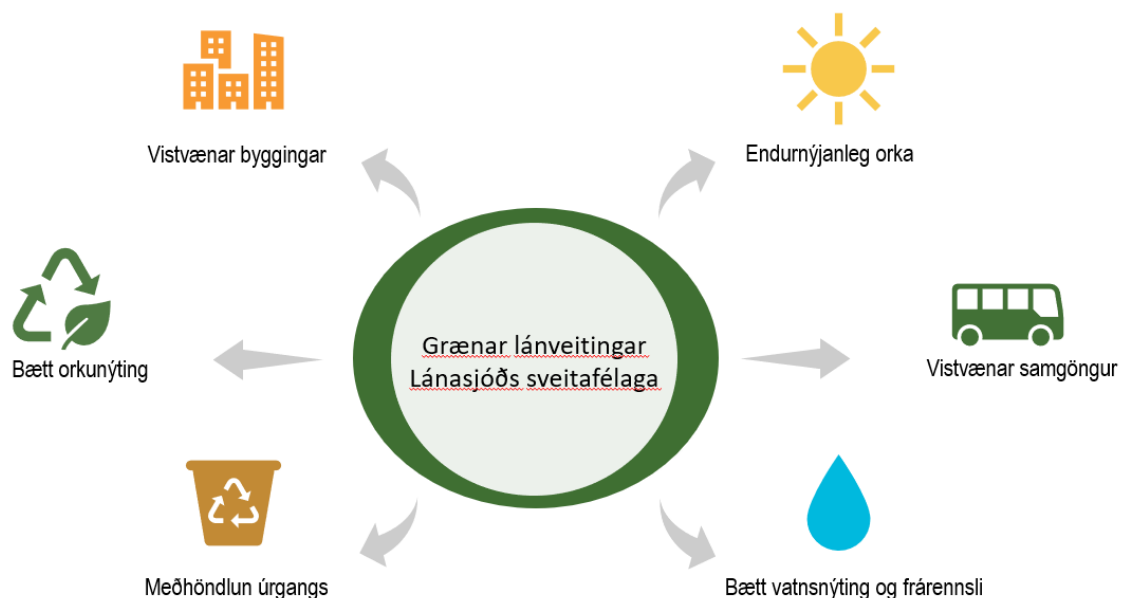 Vistvænar byggingar
Endurnýjanleg orka
Bætt orkunýting
Grænar lánveitingar
Lánasjóðs sveitafélaga
Vistvænar samgöngur
Meðhöndlun úrgangs
Bætt vatnsnýting og frárennsli